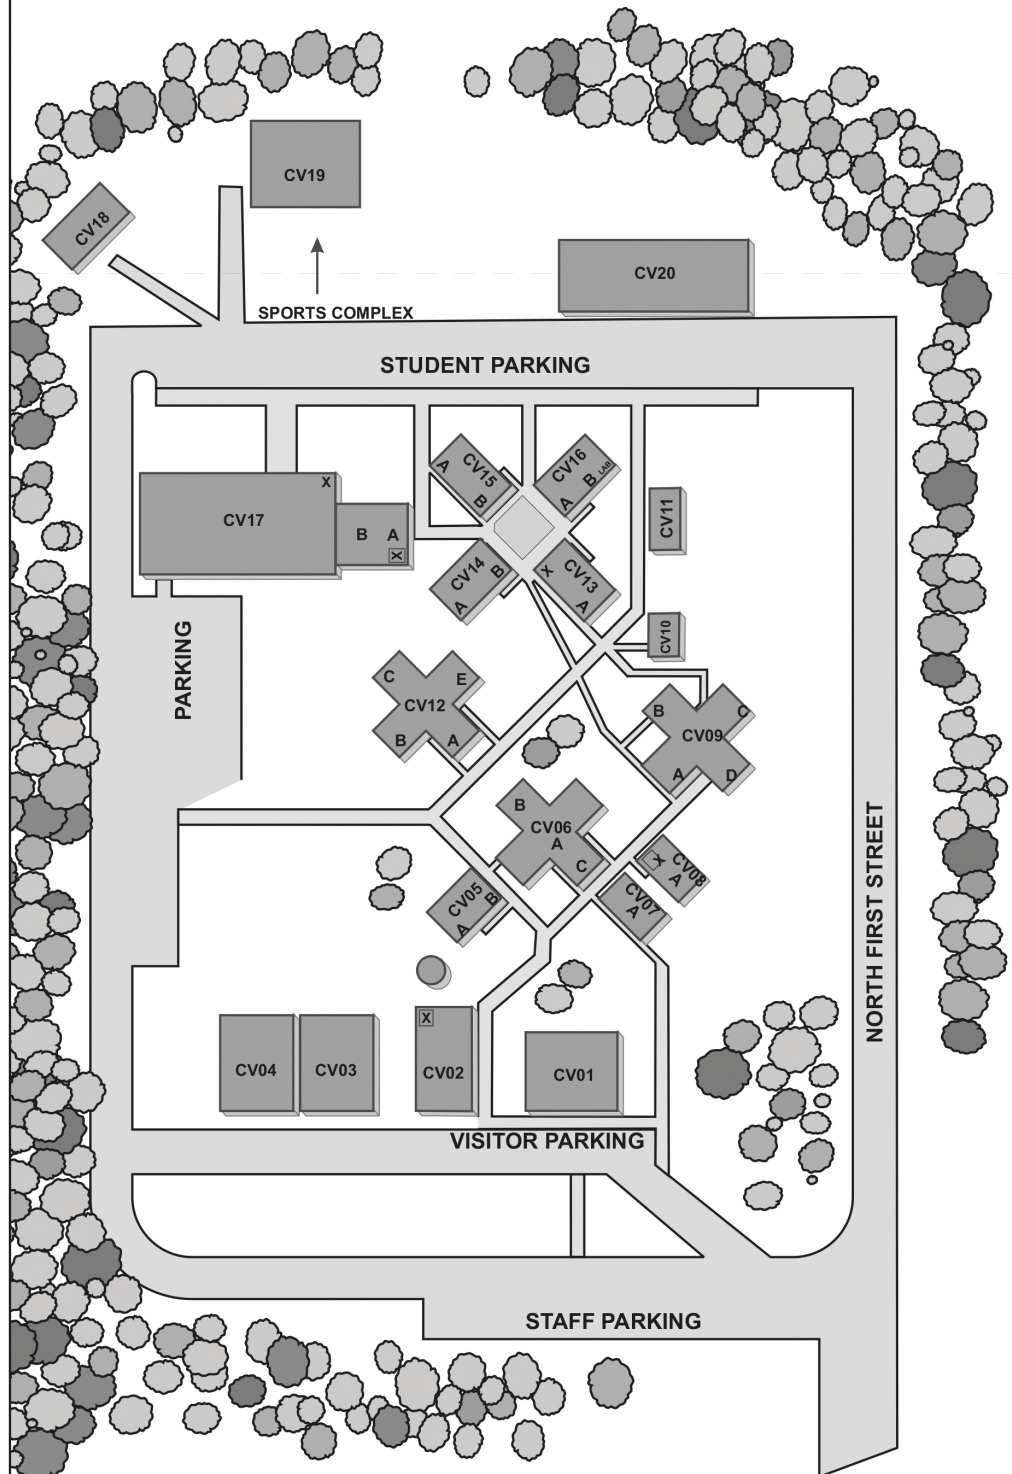 CV19
CV18
CV20
SPORTS COMPLEX
STUDENT PARKING
CV15
A
B
CV16
A
B LAB
X
CV17
B A
X
CV11
CV14
A
B
X
CV13
A
CV10
PARKING
C E
CV12
B A
B C
CV09
A D
B
CV06
A
C
X
CV08
A
CV07
A
CV05
A
B
NORTH FIRST STREET
X
CV04
CV03
CV02
CV01
VISITOR PARKING
STAFF PARKING